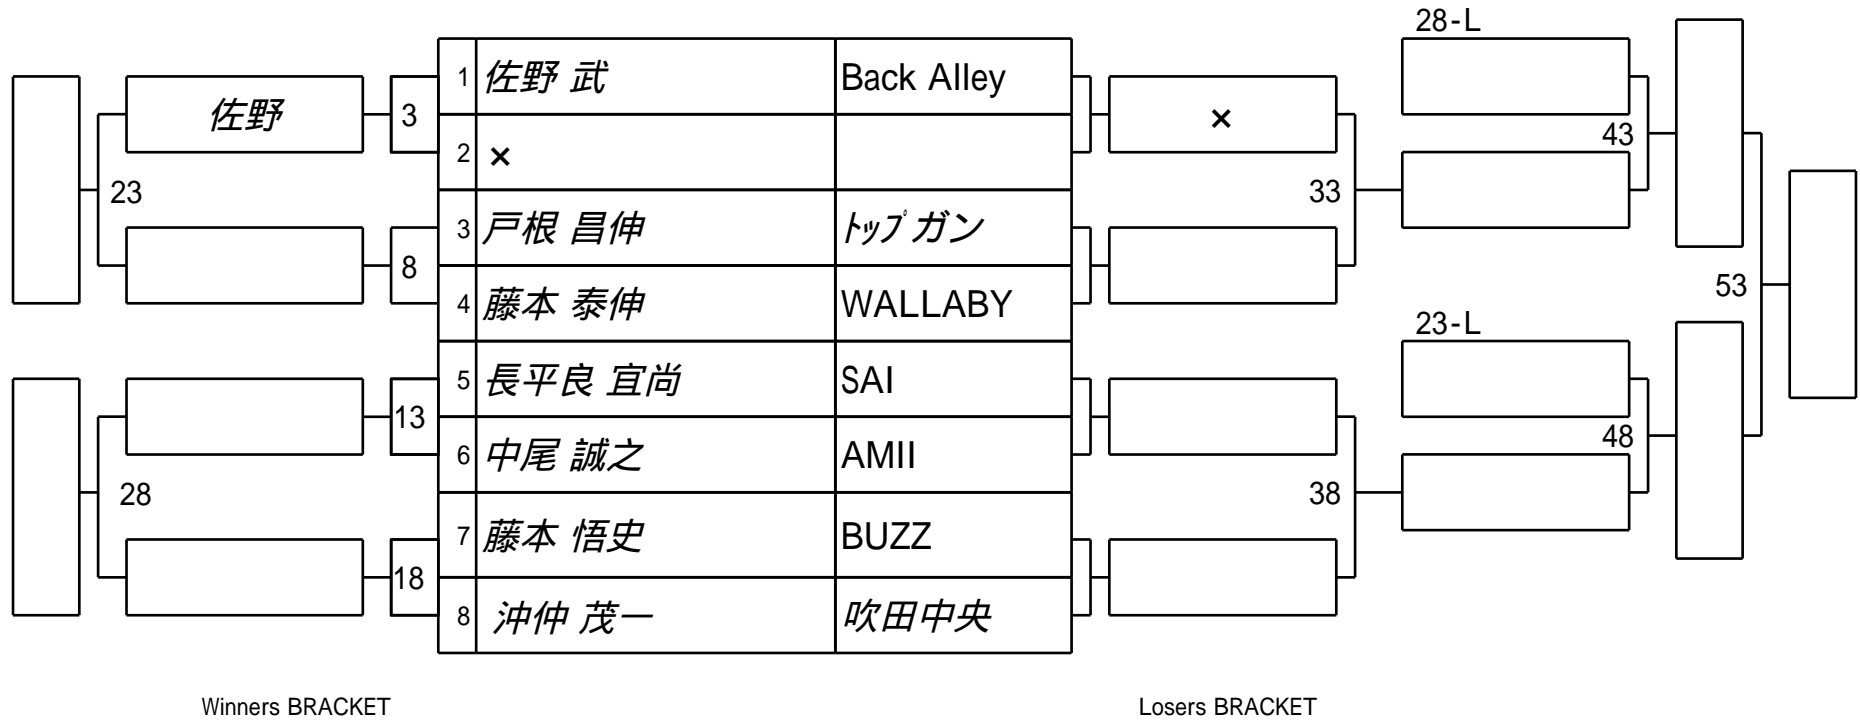 28-L
1 佐野 武 Back Alley
佐野 3 ×
2 ×
43
23 33
3 戸根 昌伸 ﾄｯﾌﾟガン
8
4 藤本 泰伸 WALLABY
53
23-L
5 長平良 宜尚 SAI
13
48
6 中尾 誠之 AMII
28 38
7 藤本 悟史 BUZZ
18
8 沖仲 茂一 吹田中央
Winners BRACKET Losers BRACKET